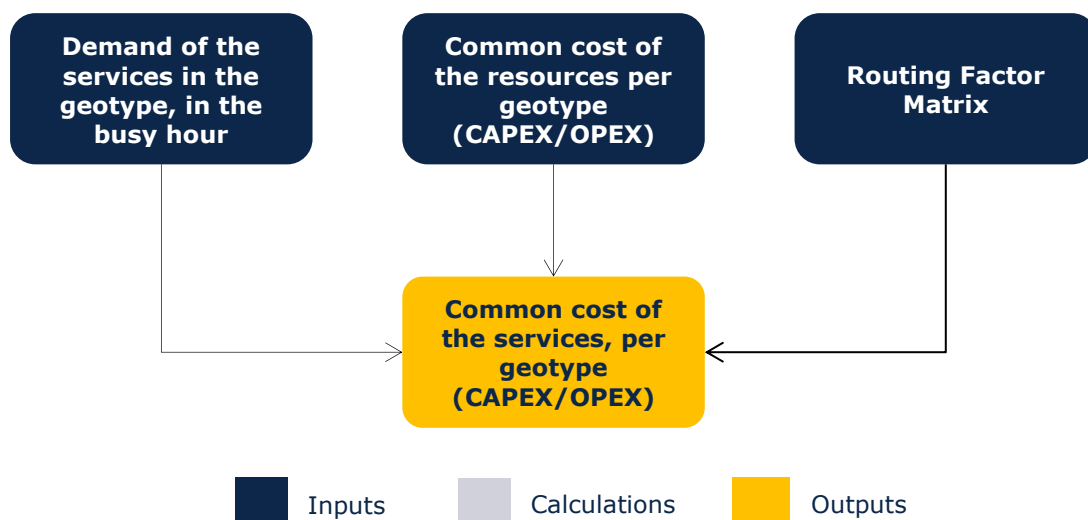 Demand of the
services in the
geotype, in the
busy hour
Common cost of
the resources per
geotype
(CAPEX/OPEX)
Routing Factor
Matrix
Common cost of
the services, per
geotype
(CAPEX/OPEX)
Inputs
Calculations
Outputs